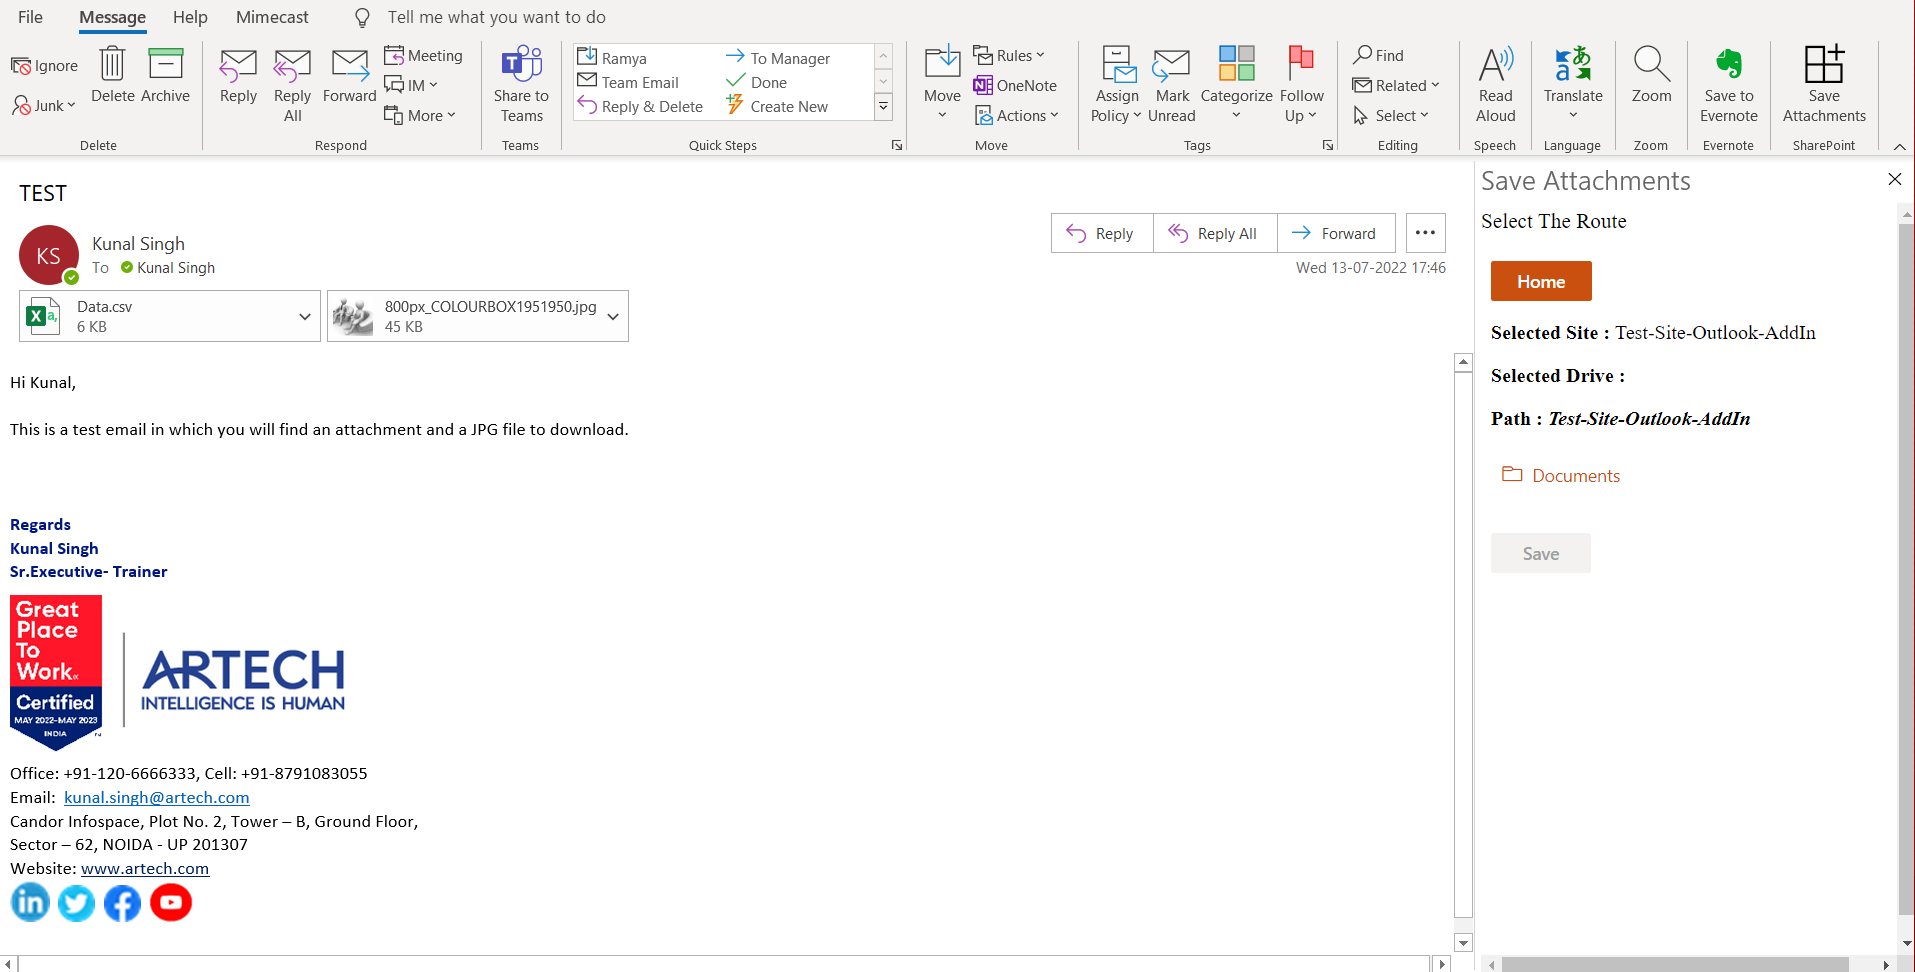 File Message Help Mimecast Tell me what you want to do
Ignore
Junk
Delete
Archive
Delete
Reply
Reply All
Forward
Meeting
IM
More
Respond
Share to Teams
Teams
Ramya
Team Email
Reply & Delete
To Manager
Done
Create New
Quick Steps
Move
Rules
OneNote
Actions
Move
Assign Policy
Mark Unread
Categorize
Follow Up
Tags
Find
Related
Select
Editing
Read Aloud
Speech
Translate
Language
Zoom
Zoom
Save to Evernote
Evernote
Save Attachments
SharePoint
TEST
KS
Kunal Singh
To Kunal Singh
Reply Reply All Forward
Wed 13-07-2022 17:46
Data.csv
6 KB
800px_COLOURBOX1951950.jpg
45 KB
Hi Kunal,
This is a test email in which you will find an attachment and a JPG file to download.
Regards
Kunal Singh
Sr.Executive- Trainer
Great
Place
To
Work
Certified
MAY 2022-MAY 2023
INDIA
ARTECH
INTELLIGENCE IS HUMAN
Office: +91-120-6666333, Cell: +91-8791083055
Email: kunal.singh@artech.com
Candor Infospace, Plot No. 2, Tower – B, Ground Floor,
Sector – 62, NOIDA - UP 201307
Website: www.artech.com
in
Save Attachments
Select The Route
Home
Selected Site : Test-Site-Outlook-AddIn
Selected Drive :
Path : Test-Site-Outlook-AddIn
Documents
Save